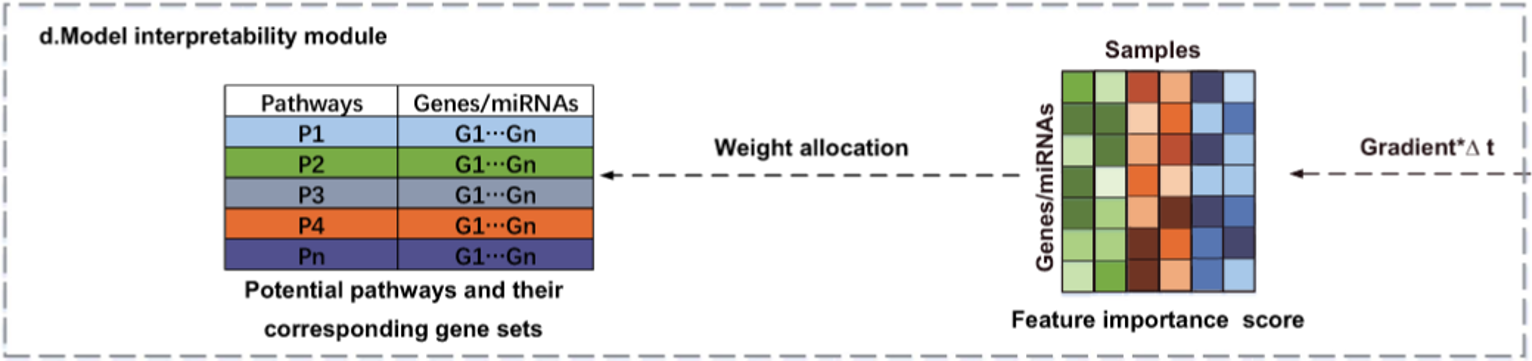 d.Model interpretability module
Samples
Pathways Genes/miRNAs
P1 G1···Gn
P2 G1···Gn
P3 G1···Gn
P4 G1···Gn
Pn G1···Gn
Potential pathways and their
corresponding gene sets
Weight allocation
Genes/miRNAs
Feature importance score
Gradient*Δ t